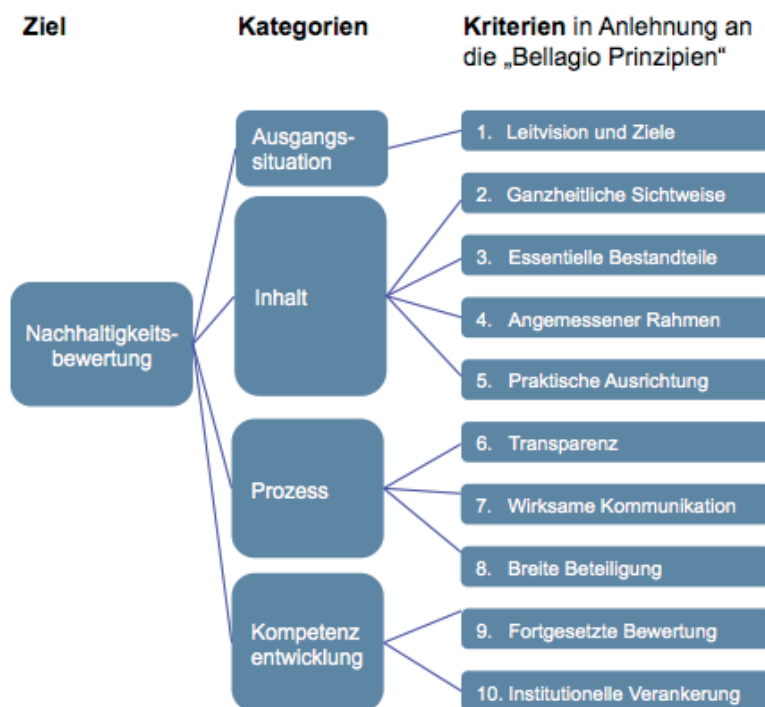 Ziel
Kategorien
Kriterien in Anlehnung an
die „Bellagio Prinzipien“
Nachhaltigkeits-
bewertung
Ausgangs-
situation
Inhalt
Prozess
Kompetenz
entwicklung
1. Leitvision und Ziele
2. Ganzheitliche Sichtweise
3. Essentielle Bestandteile
4. Angemessener Rahmen
5. Praktische Ausrichtung
6. Transparenz
7. Wirksame Kommunikation
8. Breite Beteiligung
9. Fortgesetzte Bewertung
10. Institutionelle Verankerung